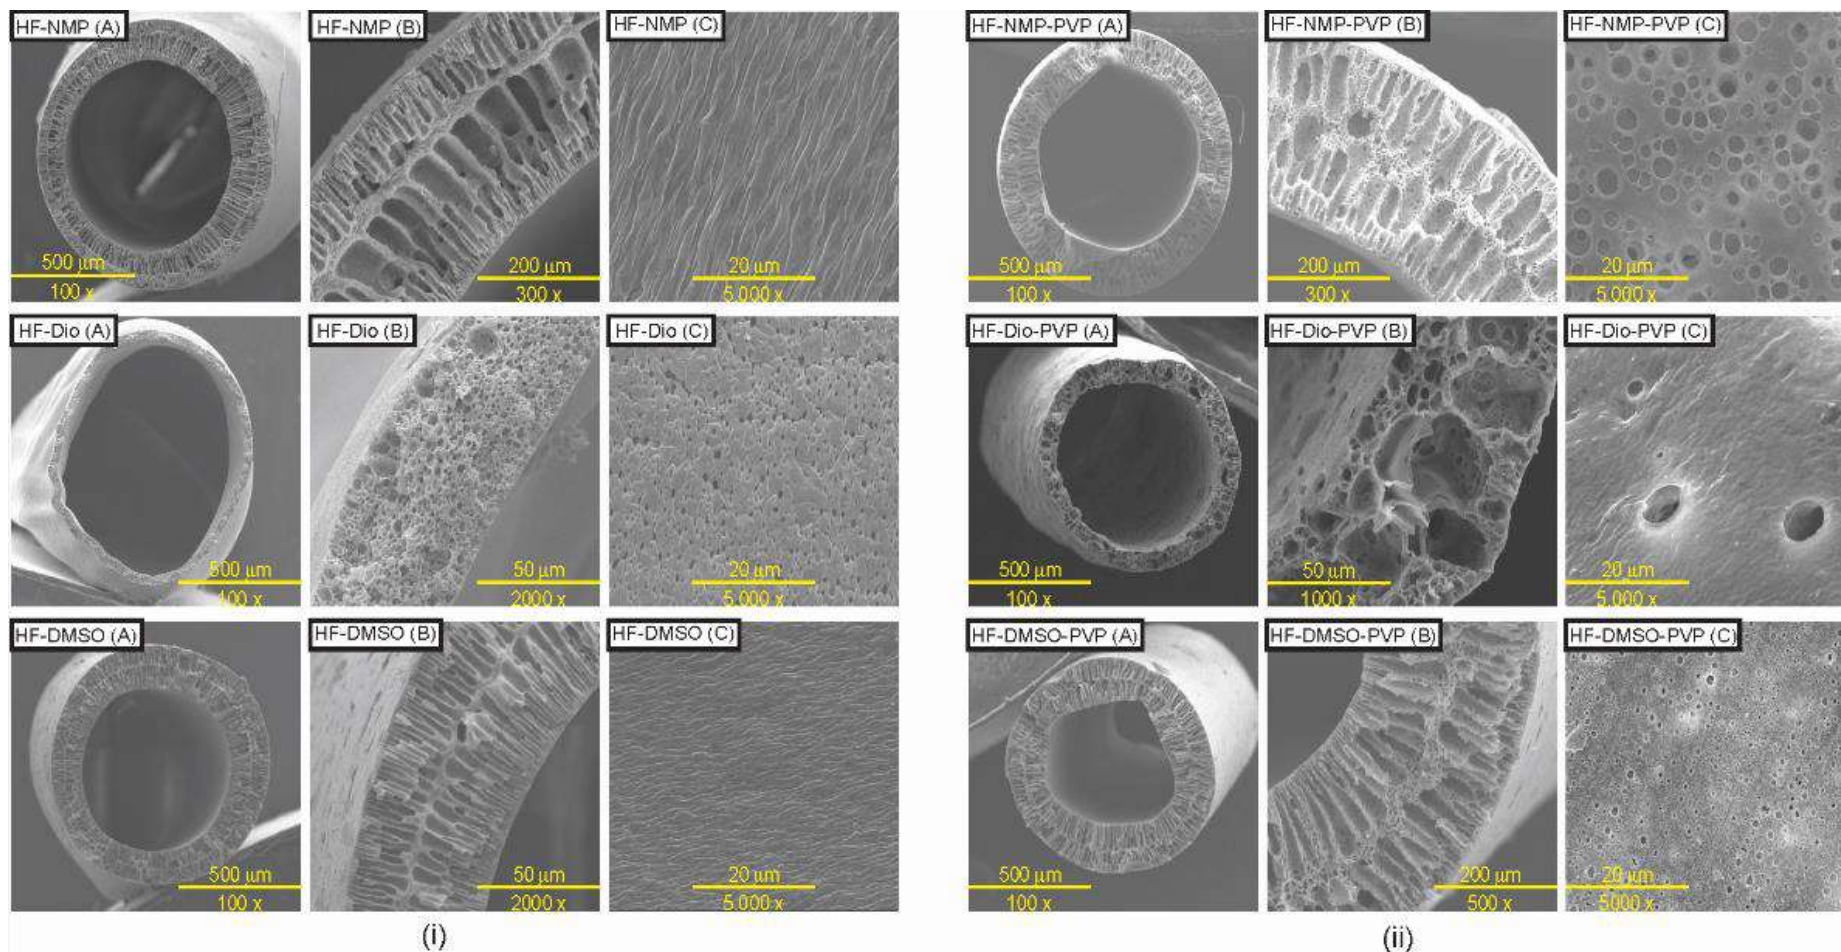 HF-NMP (A)
500 µm
100 x
HF-NMP (B)
200 µm
300 x
HF-NMP (C)
20 µm
5.000 x
HF-NMP-PVP (A)
500 µm
100 x
HF-NMP-PVP (B)
200 µm
300 x
HF-NMP-PVP (C)
20 µm
5.000 x
HF-Dio (A)
500 µm
100 x
HF-Dio (B)
50 µm
2000 x
HF-Dio (C)
20 µm
5.000 x
HF-Dio-PVP (A)
500 µm
100 x
HF-Dio-PVP (B)
50 µm
1000 x
HF-Dio-PVP (C)
20 µm
5.000 x
HF-DMSO (A)
500 µm
100 x
HF-DMSO (B)
50 µm
2000 x
HF-DMSO (C)
20 µm
5.000 x
HF-DMSO-PVP (A)
500 µm
100 x
HF-DMSO-PVP (B)
200 µm
500 x
HF-DMSO-PVP (C)
20 µm
5000 x
(i)
(ii)